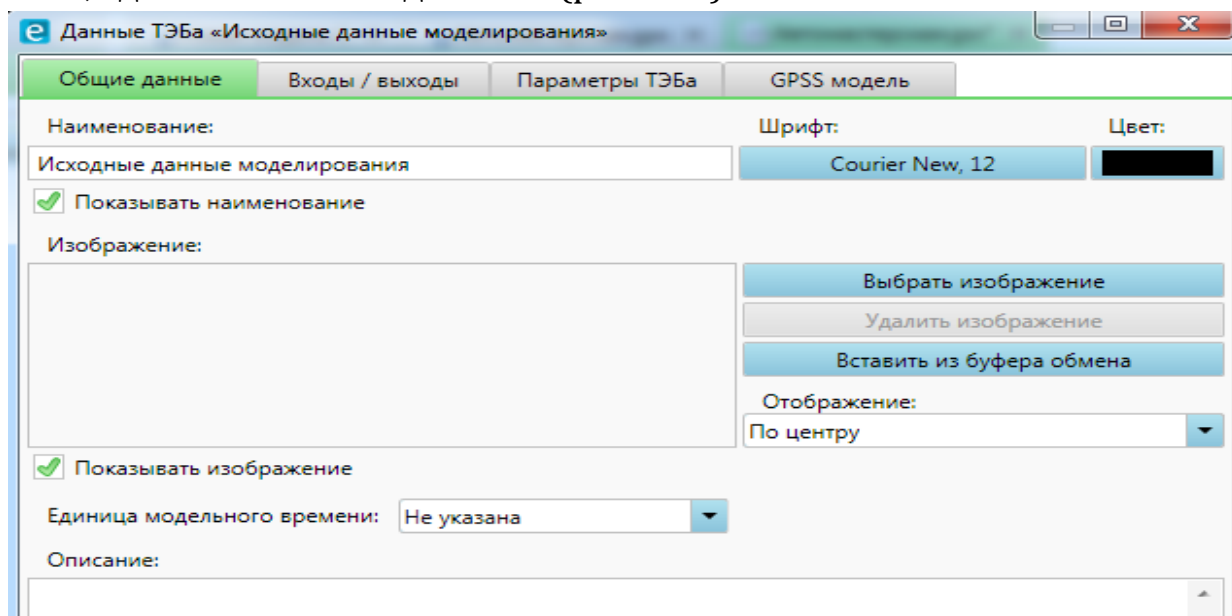 Данные ТЭБа «Исходные данные моделирования»
Общие данные Входы / выходы Параметры ТЭБа GPSS модель
Наименование: Шрифт: Цвет:
Исходные данные моделирования Courier New, 12
Показывать наименование
Изображение:
Выбрать изображение
Удалить изображение
Вставить из буфера обмена
Отображение:
По центру
Показывать изображение
Единица модельного времени: Не указана
Описание: